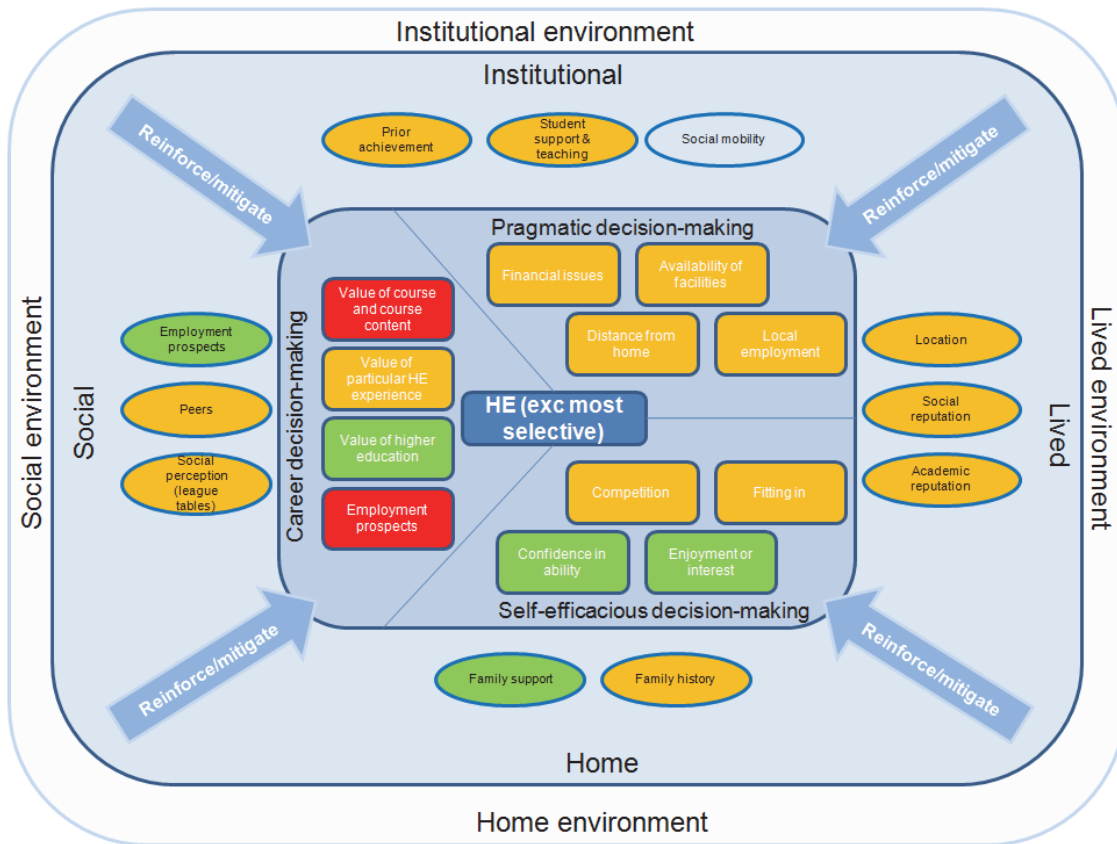 Institutional environment
Institutional
Reinforce/mitigate
Reinforce/mitigate
Prior
achievement
Student
support &
teaching
Social mobility
Pragmatic decision-making
Financial issues
Availability of
facilities
Distance from
home
Local
employment
Social environment
Social
Employment
prospects
Peers
Social
perception
(league
tables)
Career decision-making
Value of course
and course
content
Value of
particular HE
experience
Value of higher
education
Employment
prospects
HE (exc most
selective)
Location
Social
reputation
Academic
reputation
Lived
Lived environment
Competition
Fitting in
Confidence in
ability
Enjoyment or
interest
Self-efficacious decision-making
Reinforce/mitigate
Reinforce/mitigate
Family support
Family history
Home
Home environment